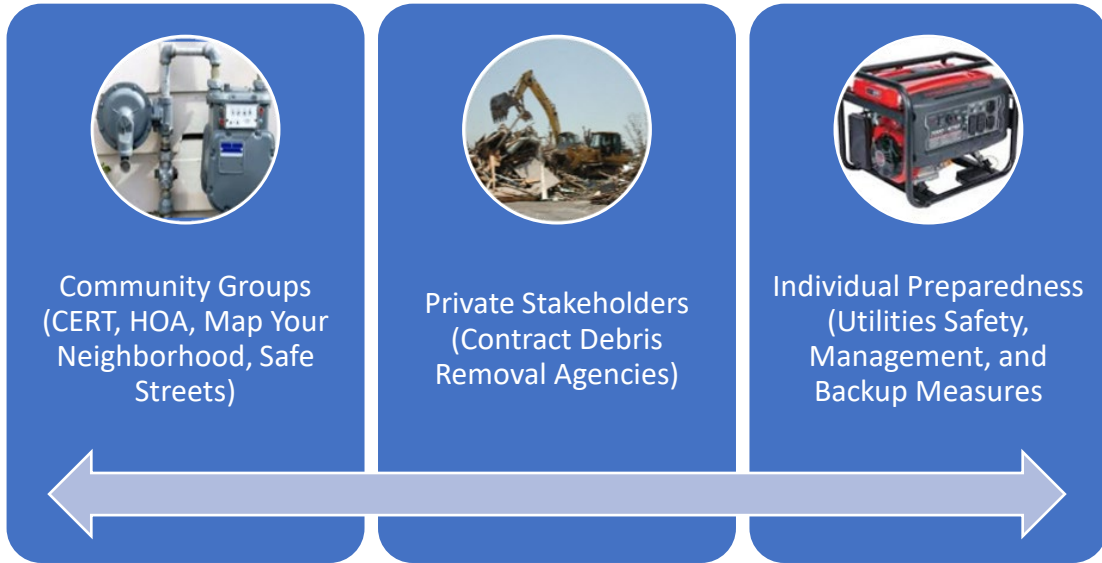 Community Groups
(CERT, HOA, Map Your
Neighborhood, Safe
Streets)
Private Stakeholders
(Contract Debris
Removal Agencies)
Individual Preparedness
(Utilities Safety,
Management, and
Backup Measures